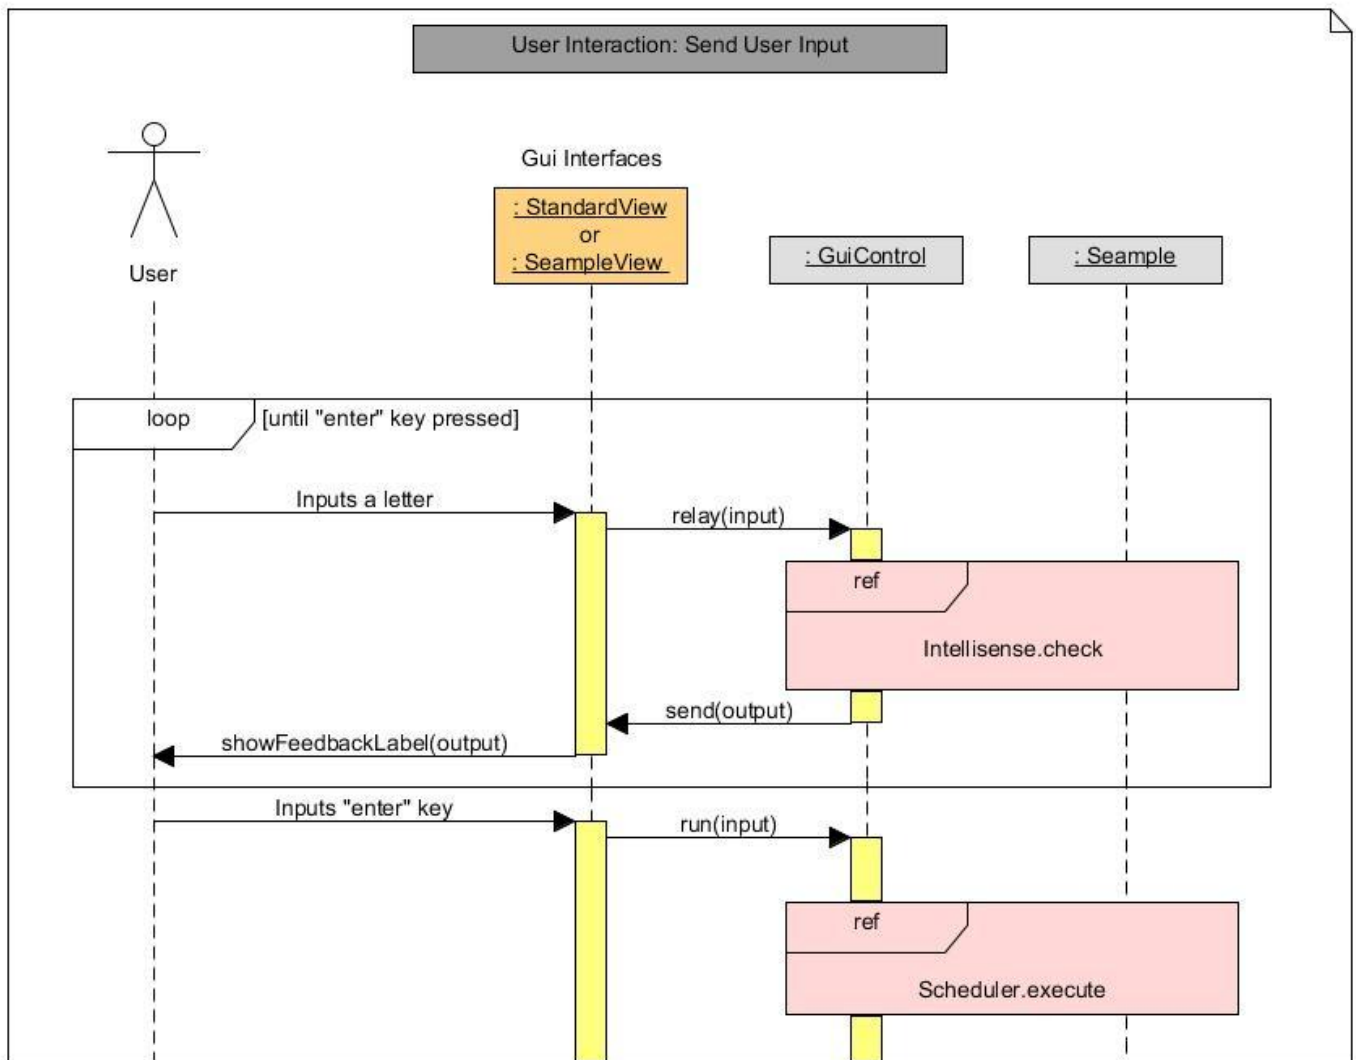 User Interaction: Send User Input
Gui Interfaces
: StandardView
or
: SeampleView
: GuiControl
: Seample
User
loop
[until "enter" key pressed]
Inputs a letter
relay(input)
ref
Intellisense.check
send(output)
showFeedbackLabel(output)
Inputs "enter" key
run(input)
ref
Scheduler.execute